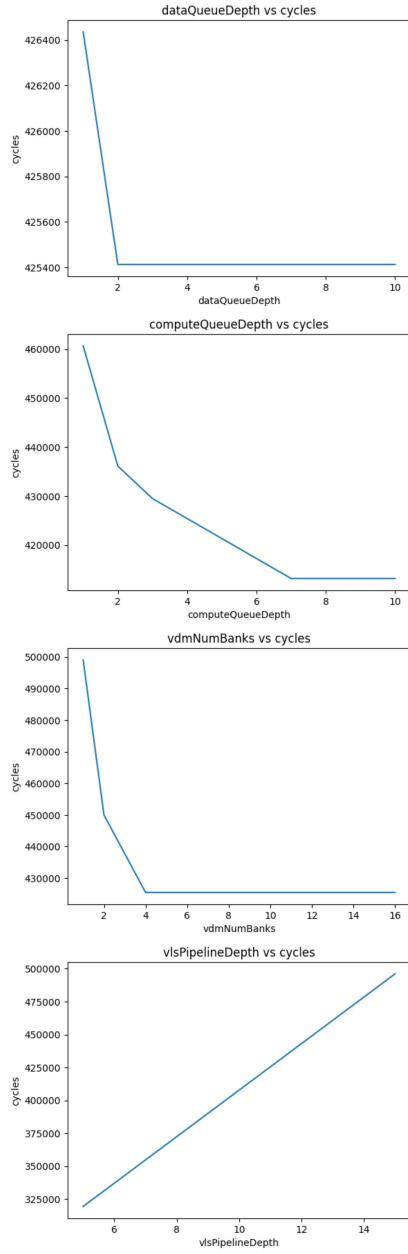 dataQueueDepth vs cycles
426400
426200
426000
425800
425600
425400
cycles
2 4 6 8 10
dataQueueDepth
computeQueueDepth vs cycles
460000
450000
440000
430000
420000
cycles
2 4 6 8 10
computeQueueDepth
vdmNumBanks vs cycles
500000
490000
480000
470000
460000
450000
440000
430000
cycles
2 4 6 8 10 12 14 16
vdmNumBanks
vlsPipelineDepth vs cycles
500000
475000
450000
425000
400000
375000
350000
325000
cycles
6 8 10 12 14
vlsPipelineDepth